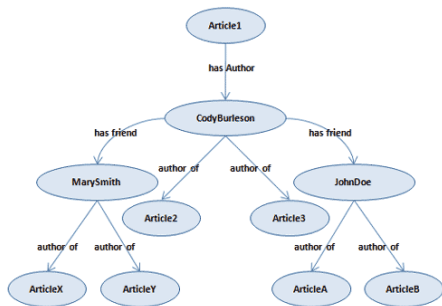 Article1
has Author
CodyBurleson
has friend
has friend
author of
author of
MarySmith
JohnDoe
Article2
Article3
author of
author of
author of
author of
ArticleX
ArticleY
ArticleA
ArticleB